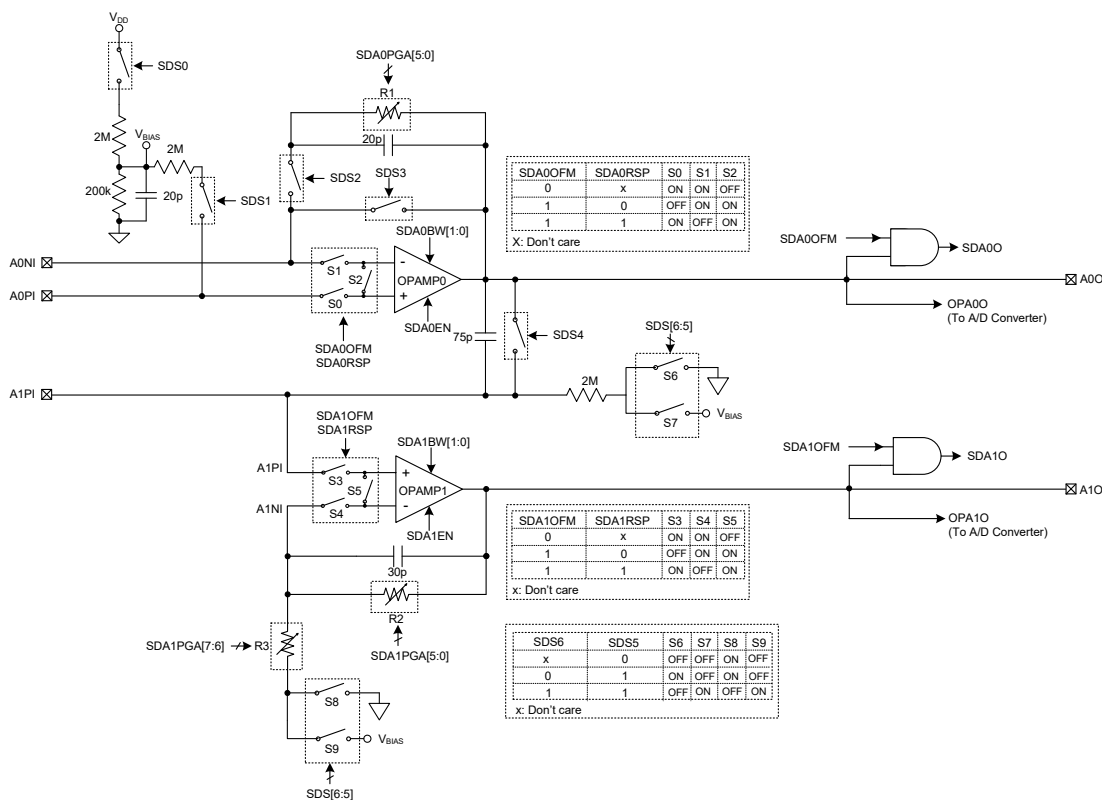 VDD
SDS0
2M
VBIAS
200k
20p
2M
SDS1
SDA0PGA[5:0]
R1
20p
SDS2
SDS3
SDA0BW[1:0]
A0NI
A0PI
S1
S2
S0
-
+
OPAMP0
SDA0EN
SDA0OFM
SDA0RSP
SDA0OFM SDA0RSP S0 S1 S2
0 x ON ON OFF
1 0 OFF ON ON
1 1 ON OFF ON
X: Don't care
SDA0OFM
SDA0O
A0O
OPA0O
(To A/D Converter)
75p
SDS4
SDS[6:5]
2M
S6
S7
VBIAS
A1PI
SDA1OFM
SDA1RSP
SDA1BW[1:0]
A1PI
A1NI
S3
S5
S4
+
-
OPAMP1
SDA1EN
30p
R2
SDA1PGA[5:0]
SDA1OFM
SDA1O
A1O
OPA1O
(To A/D Converter)
SDA1OFM SDA1RSP S3 S4 S5
0 x ON ON OFF
1 0 OFF ON ON
1 1 ON OFF ON
x: Don't care
SDA1PGA[7:6]
R3
S8
S9
VBIAS
SDS[6:5]
SDS6 SDS5 S6 S7 S8 S9
x 0 OFF OFF ON OFF
0 1 ON OFF ON OFF
1 1 OFF ON OFF ON
x: Don't care